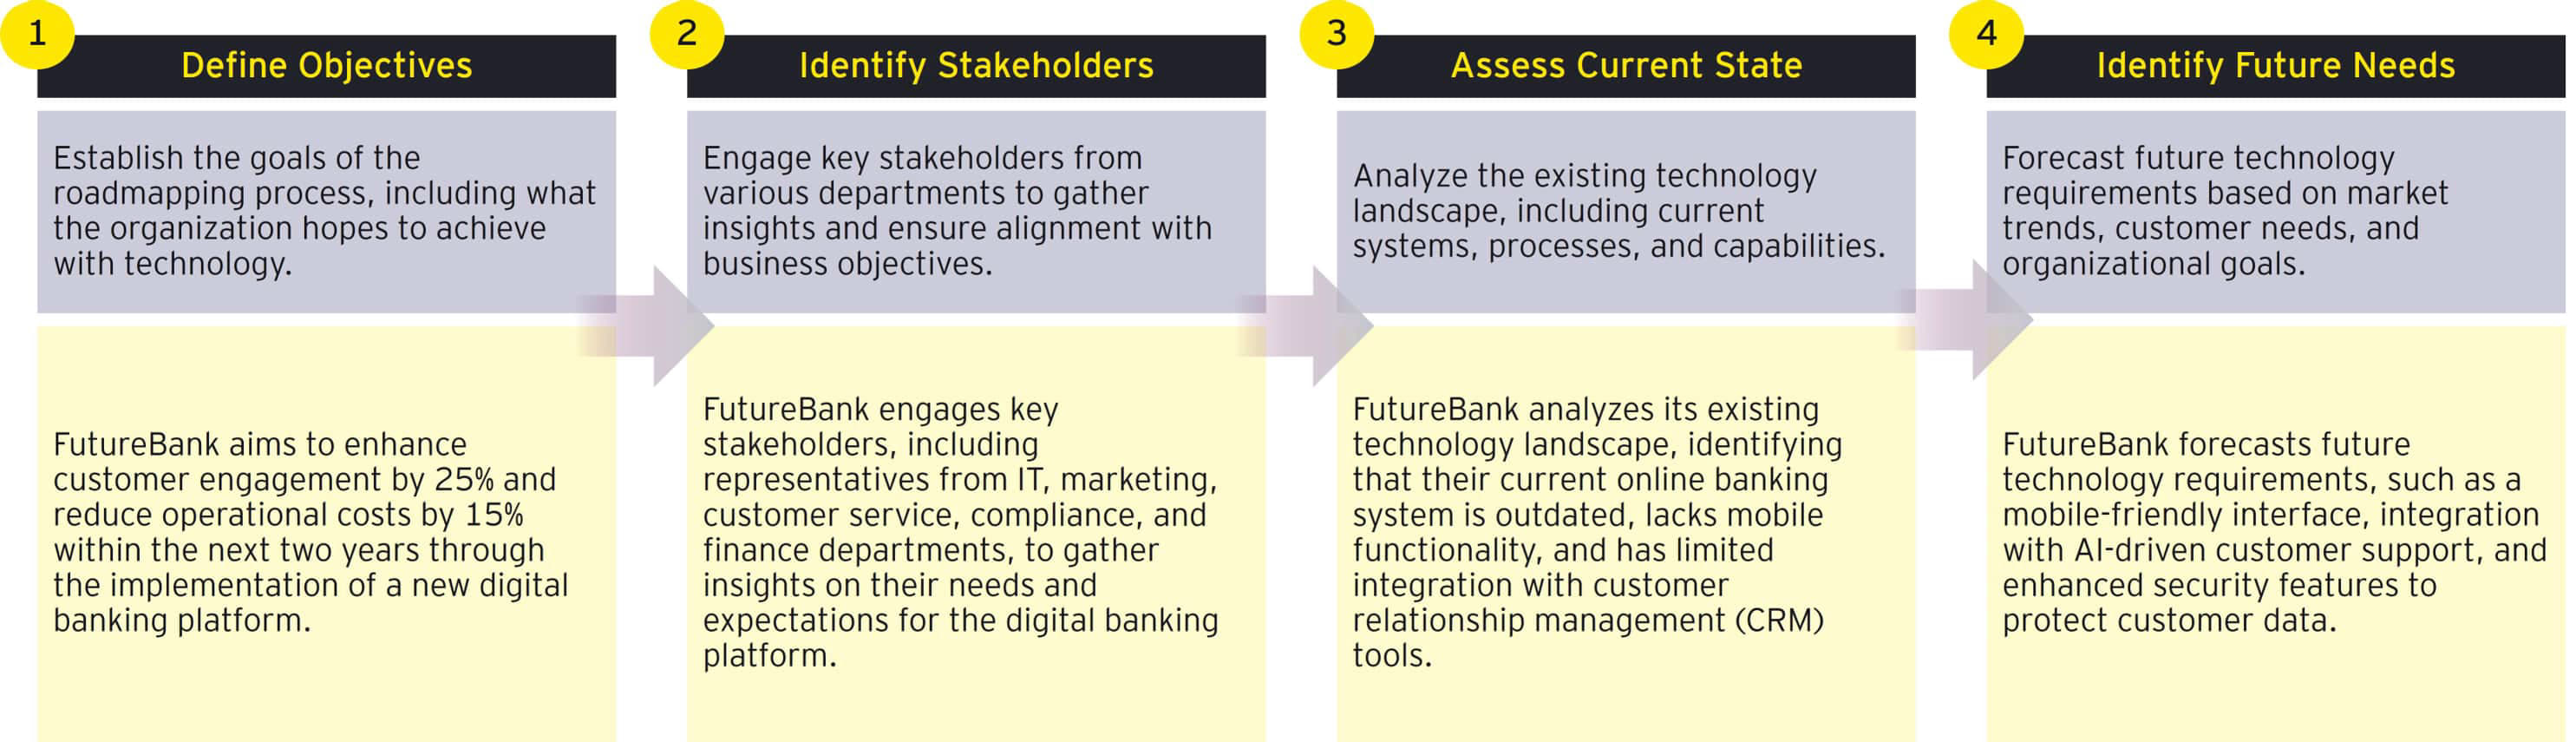 1
Define Objectives
Establish the goals of the
roadmapping process, including what
the organization hopes to achieve
with technology.
FutureBank aims to enhance
customer engagement by 25% and
reduce operational costs by 15%
within the next two years through
the implementation of a new digital
banking platform.
2
Identify Stakeholders
Engage key stakeholders from
various departments to gather
insights and ensure alignment with
business objectives.
FutureBank engages key
stakeholders, including
representatives from IT, marketing,
customer service, compliance, and
finance departments, to gather
insights on their needs and
expectations for the digital banking
platform.
3
Assess Current State
Analyze the existing technology
landscape, including current
systems, processes, and capabilities.
FutureBank analyzes its existing
technology landscape, identifying
that their current online banking
system is outdated, lacks mobile
functionality, and has limited
integration with customer
relationship management (CRM)
tools.
4
Identify Future Needs
Forecast future technology
requirements based on market
trends, customer needs, and
organizational goals.
FutureBank forecasts future
technology requirements, such as a
mobile-friendly interface, integration
with AI-driven customer support, and
enhanced security features to
protect customer data.